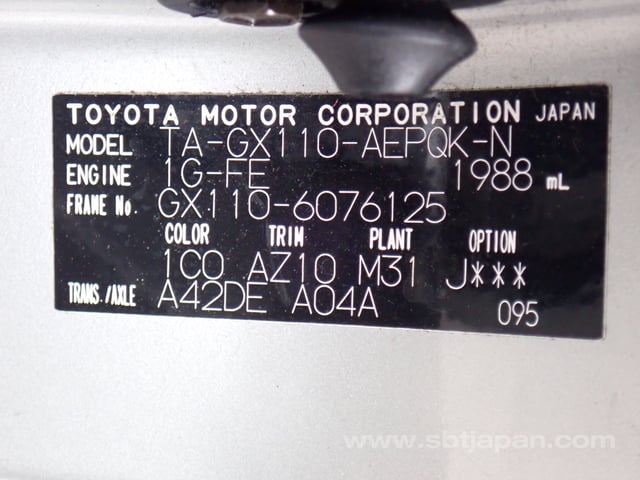 TOYOTA MOTOR CORPORATION JAPAN
MODEL TA-GX110-AEPQK-N
ENGINE 1G-FE 1988 mL
FRAME No. GX110-6076125
COLOR TRIM PLANT OPTION
1C0 AZ10 M31 J***
TRANS./AXLE A42DE A04A 095
www.sbtjapan.com